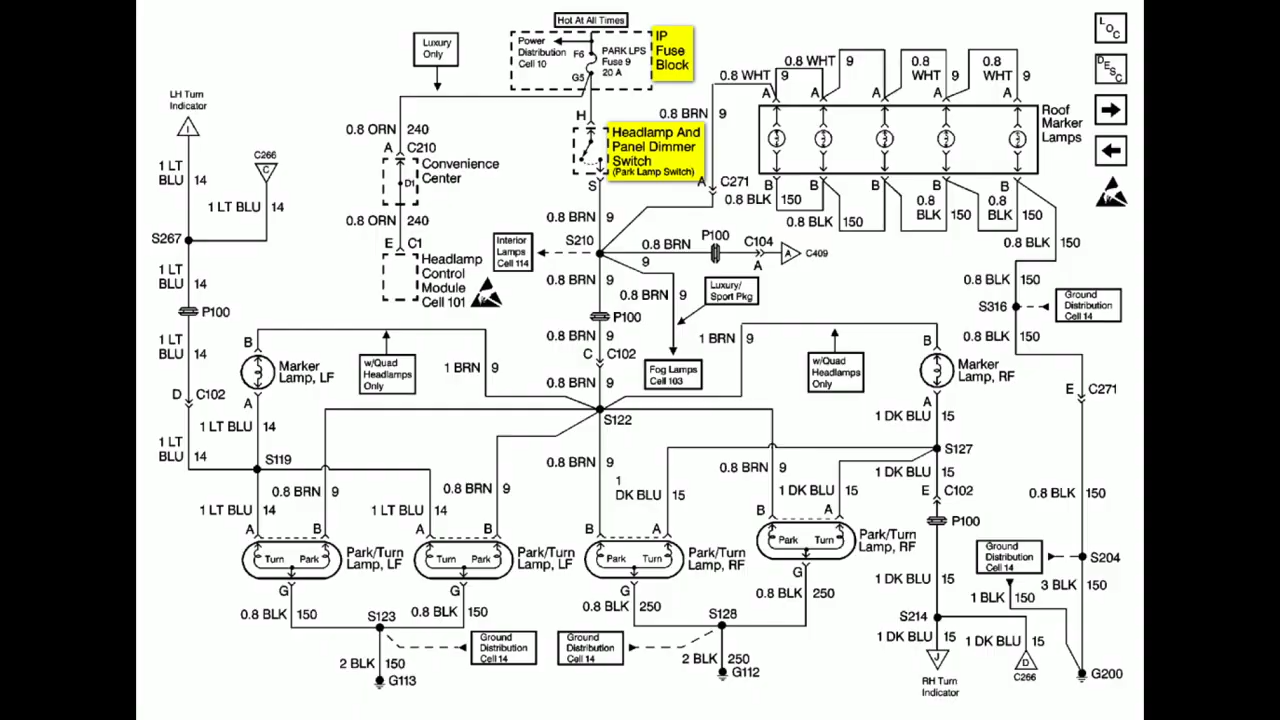 Hot At All Times
Power
Distribution
Cell 10
F6
PARK LPS
Fuse 9
20 A
G5
IP
Fuse
Block
Luxury
Only
LH Turn
Indicator
I
C266
C
1 LT
BLU
14
1 LT BLU
14
S267
1 LT
BLU
14
P100
1 LT
BLU
14
D
C102
1 LT
BLU
0.8 ORN
240
A
C210
D1
Convenience
Center
0.8 ORN
240
E
C1
Headlamp
Control
Module
Cell 101
H
Headlamp And
Panel Dimmer
Switch
(Park Lamp Switch)
S
0.8 BRN
9
S210
Interior
Lamps
Cell 114
0.8 BRN
9
P100
C104
A
A
C409
0.8 BRN
9
0.8 BRN
9
Luxury/
Sport Pkg
Fog Lamps
Cell 103
P100
0.8 BRN
9
C
C102
0.8 BRN
9
S122
0.8 WHT
9
0.8 WHT
9
0.8
WHT
9
0.8
WHT
9
0.8 BRN
9
A
C271
A
A
A
A
A
Roof
Marker
Lamps
B
B
B
B
B
0.8 BLK
150
0.8 BLK
150
0.8
BLK
150
0.8
BLK
150
0.8 BLK
150
0.8 BLK
150
S316
Ground
Distribution
Cell 14
0.8 BLK
150
E
C271
0.8 BLK
150
S204
Ground
Distribution
Cell 14
3 BLK
150
1 BLK
150
G200
L
O
C
D
E
S
C
B
Marker
Lamp, LF
A
1 LT BLU
14
w/Quad
Headlamps
Only
1 BRN
9
1 BRN
9
w/Quad
Headlamps
Only
B
Marker
Lamp, RF
A
1 DK BLU
15
S127
1 DK BLU
15
E
C102
P100
1 DK BLU
15
S214
1 DK BLU
15
1 DK BLU
15
J
RH Turn
Indicator
D
C266
S119
1 LT BLU
14
0.8 BRN
9
1 LT BLU
14
0.8 BRN
9
0.8 BRN
9
1
DK BLU
15
0.8 BRN
9
1 DK BLU
15
A
B
Turn
Park
Park/Turn
Lamp, LF
G
A
B
Turn
Park
Park/Turn
Lamp, LF
G
B
A
Park
Turn
Park/Turn
Lamp, RF
G
B
A
Park
Turn
Park/Turn
Lamp, RF
G
0.8 BLK
150
S123
0.8 BLK
150
2 BLK
150
G113
Ground
Distribution
Cell 14
Ground
Distribution
Cell 14
0.8 BLK
250
S128
0.8 BLK
250
2 BLK
250
G112